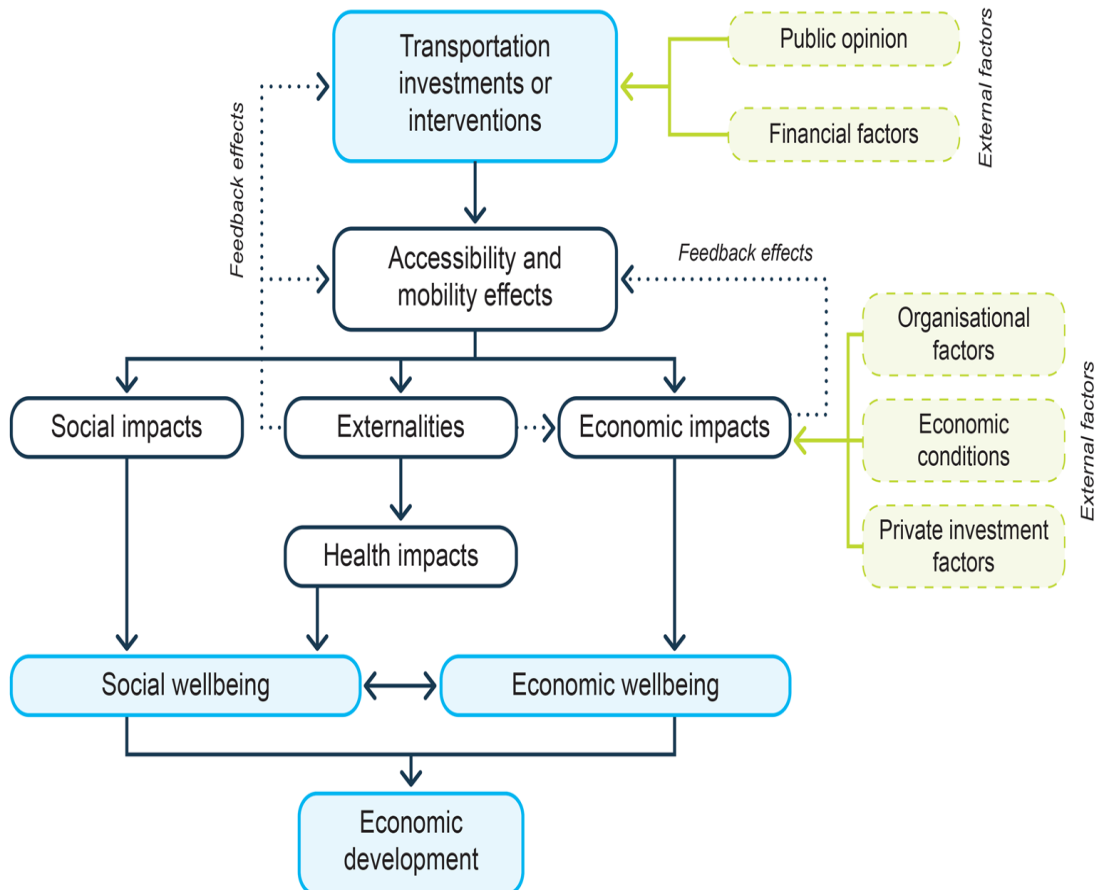 Transportation
investments or
interventions
Public opinion
Financial factors
External factors
Feedback effects
Accessibility and
mobility effects
Feedback effects
Organisational
factors
Economic
conditions
Private investment
factors
External factors
Social impacts
Externalities
Economic impacts
Health impacts
Social wellbeing
Economic wellbeing
Economic
development